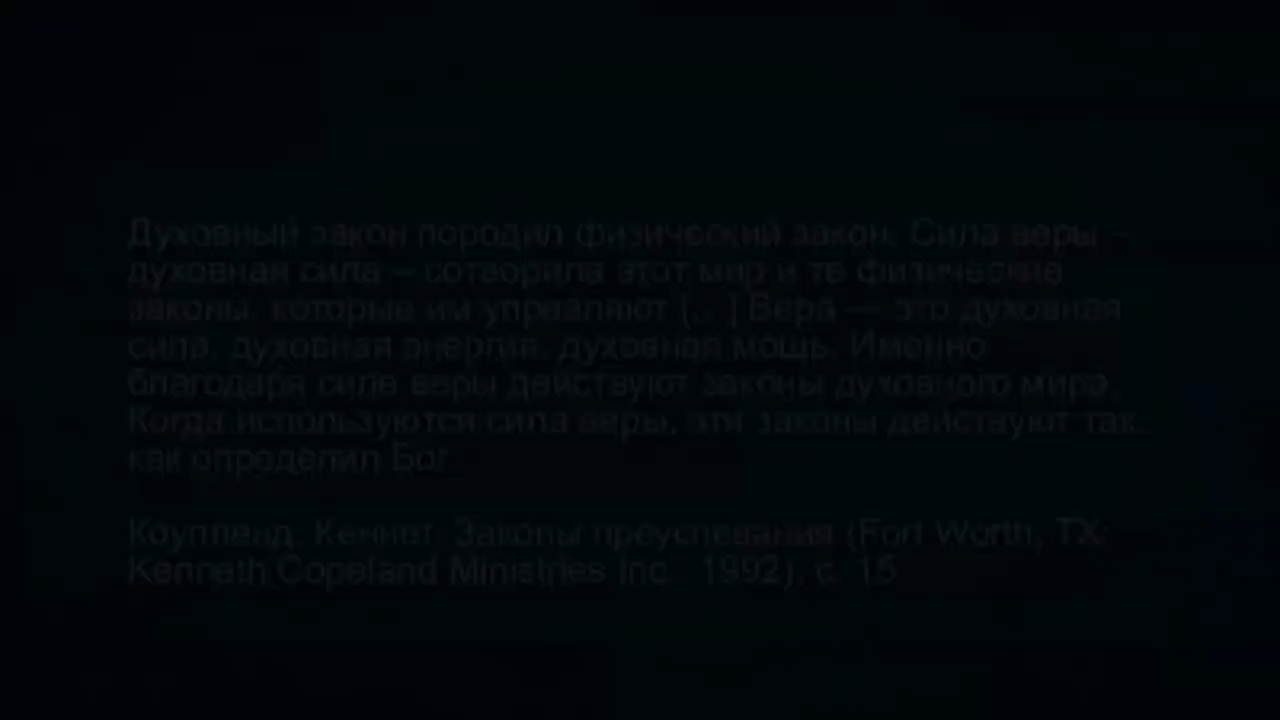 Духовный закон породил физический закон. Сила веры –
духовная сила – сотворила этот мир и те физические
законы, которые им управляют [...] Вера — это духовная
сила, духовная энергия, духовная мощь. Именно
благодаря силе веры действуют законы духовного мира.
Когда используются сила веры, эти законы действуют так,
как определил Бог
Коупленд, Кеннет. Законы преуспевания (Fort Worth, TX:
Kenneth Copeland Ministries Inc., 1992), с. 15